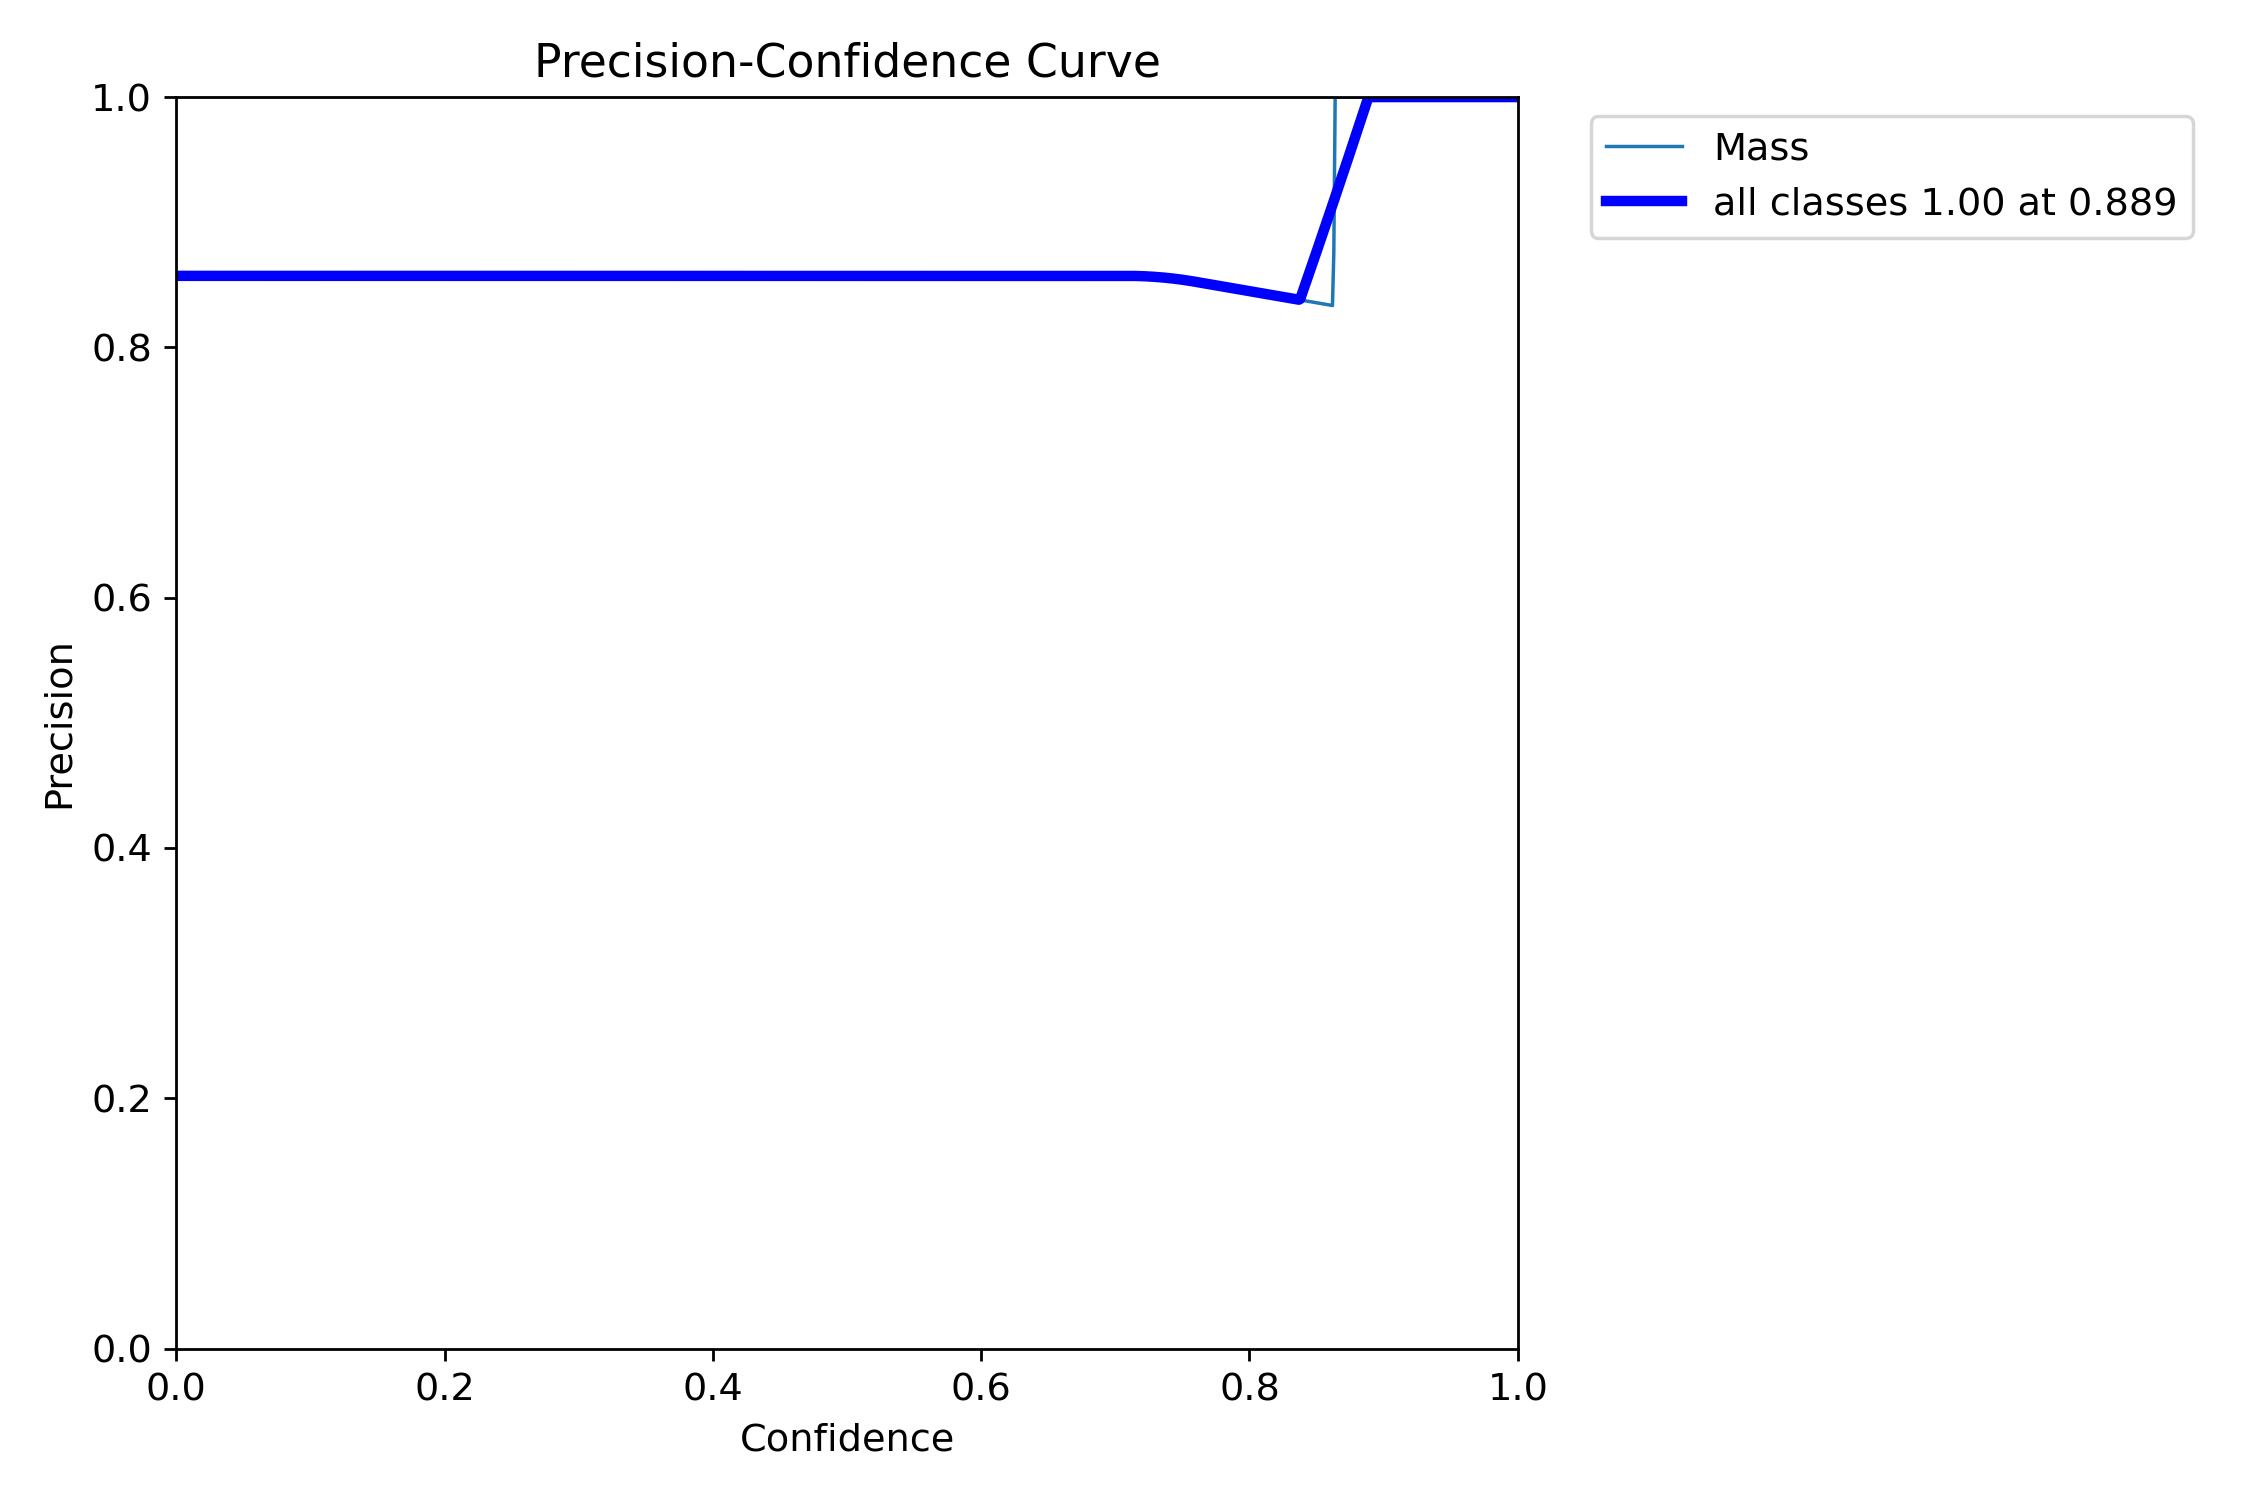 Precision-Confidence Curve
1.0
0.8
0.6
0.4
0.2
0.0
Precision
0.0 0.2 0.4 0.6 0.8 1.0
Confidence
Mass
all classes 1.00 at 0.889